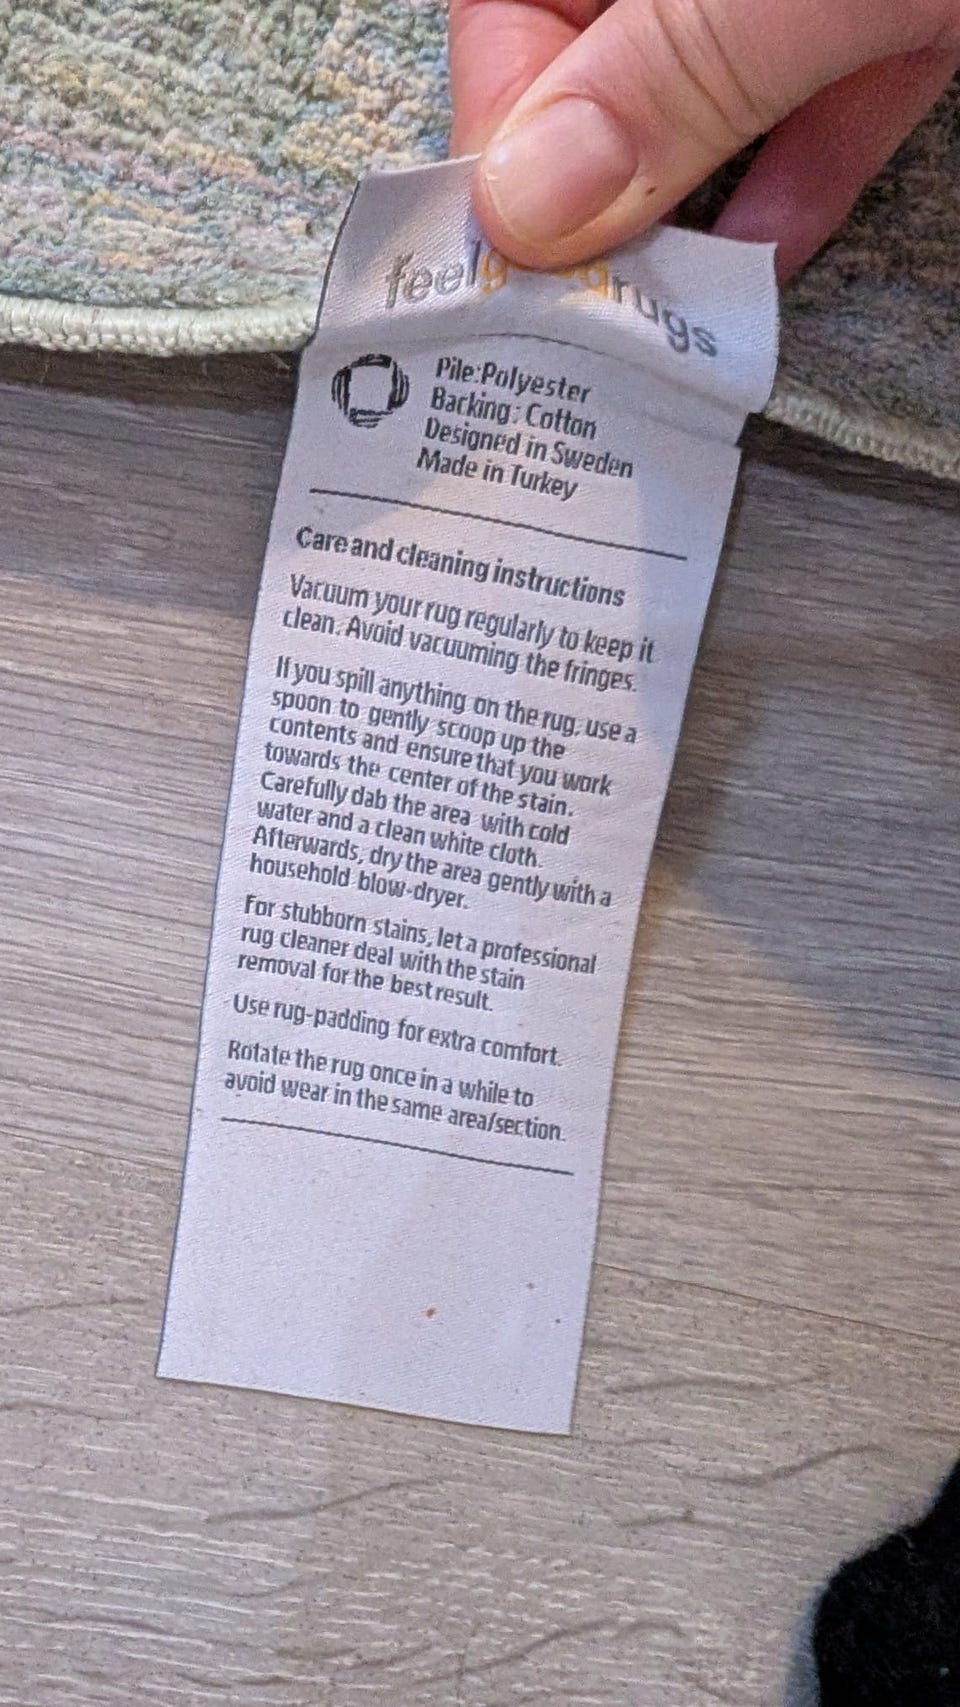 rugs
Pile:Polyester
Backing: Cotton
Designed in Sweden
Made in Turkey
Care and cleaning instructions
Vacuum your rug regularly to keep it
clean. Avoid vacuuming the fringes.
If you spill anything on the rug, use a
spoon to gently scoop up the
contents and ensure that you work
towards the center of the stain.
Carefully dab the area with cold
water and a clean white cloth.
Afterwards, dry the area gently with a
household blow-dryer.
For stubborn stains, let a professional
rug cleaner deal with the stain
removal for the best result.
Use rug-padding for extra comfort.
Rotate the rug once in a while to
avoid wear in the same area/section.